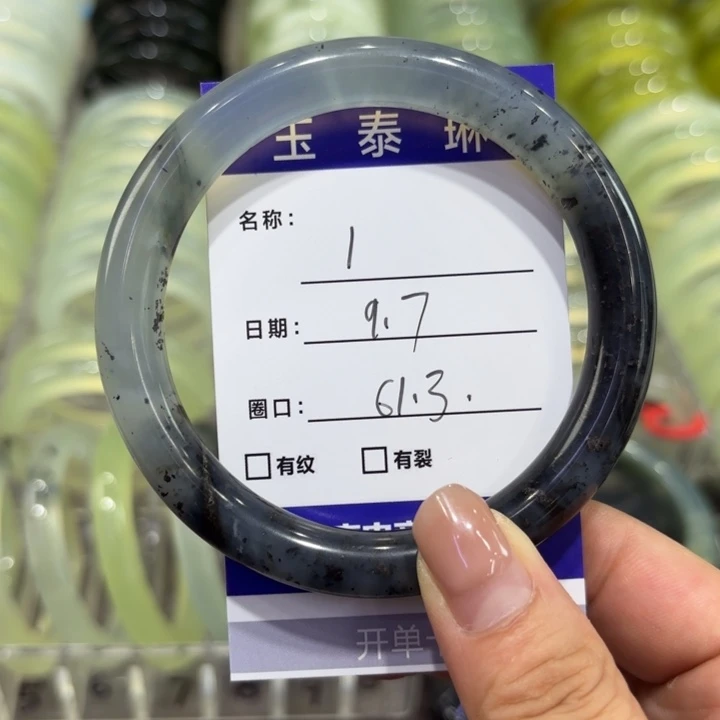 玉泰琳
名称：1
日期：9.7
圈口：61.3.
□有纹 □有裂
开单